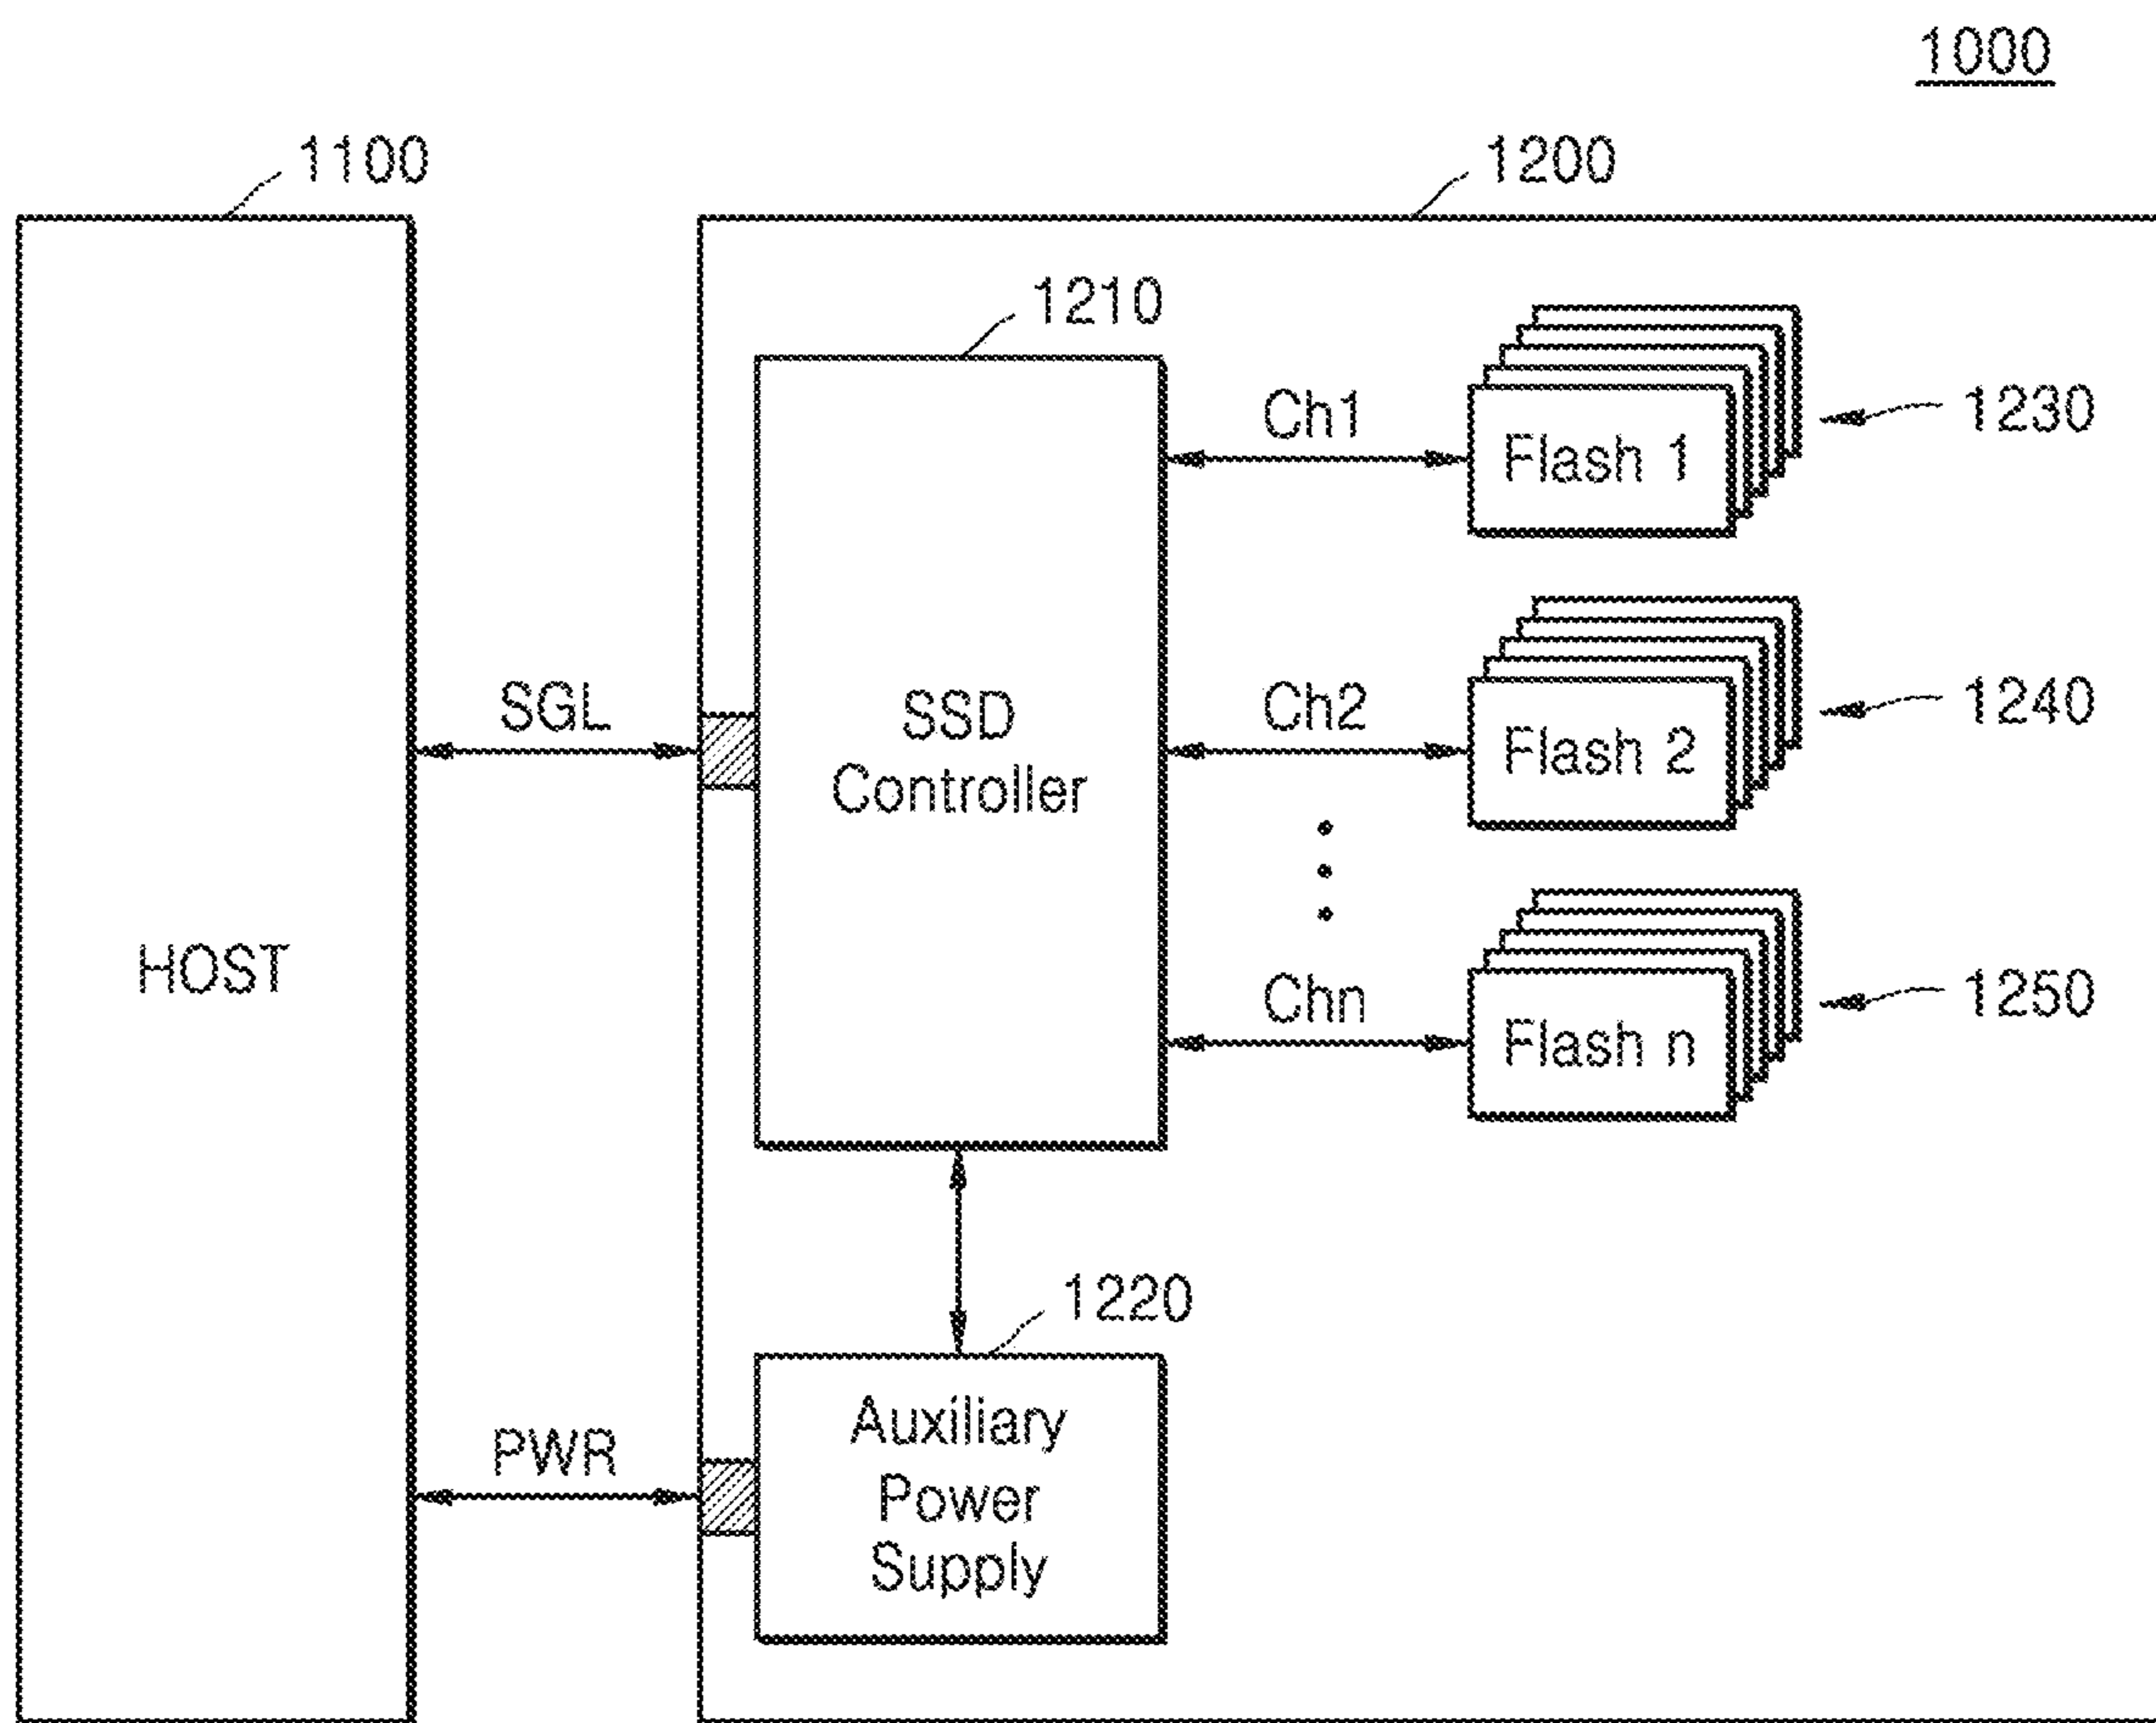 1000
1100
1200
1210
Ch1
Flash 1
1230
SGL
SSD
Controller
Ch2
Flash 2
1240
HOST
Chn
Flash n
1250
1220
PWR
Auxiliary
Power
Supply